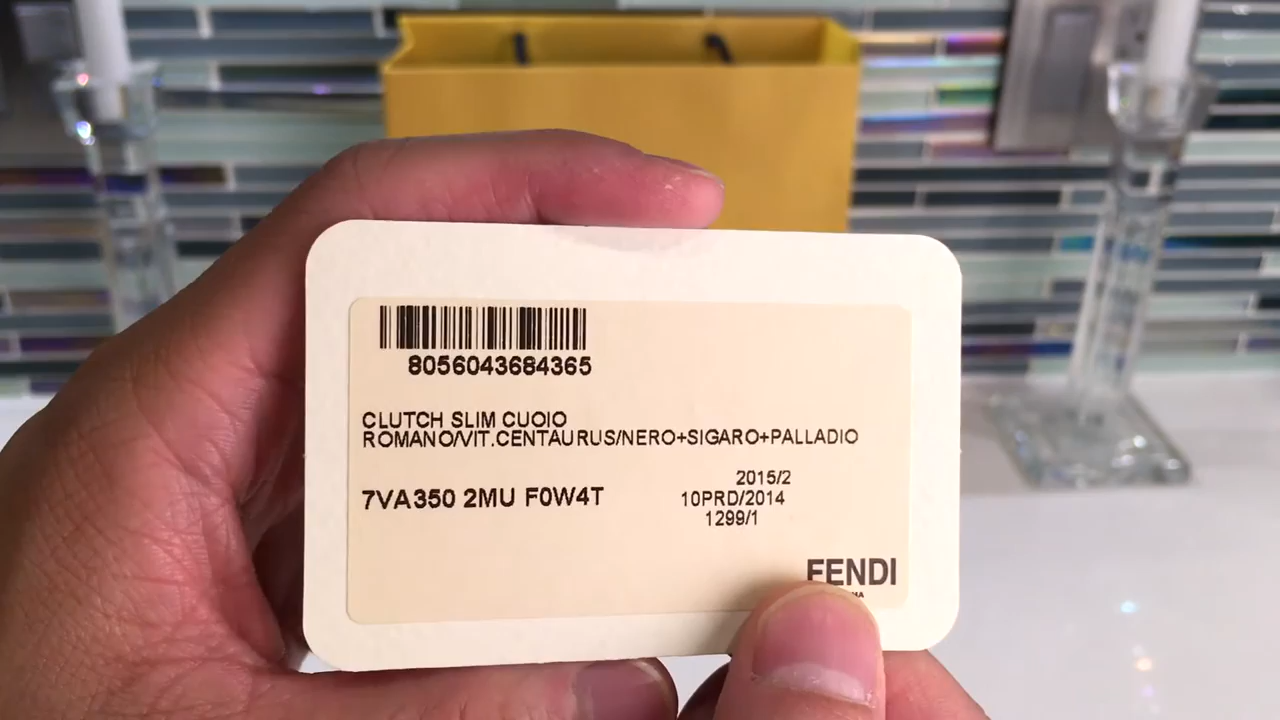 8056043684365
CLUTCH SLIM CUOIO
ROMANO/VIT.CENTAURUS/NERO+SIGARO+PALLADIO
2015/2
7VA350 2MU F0W4T
10PRD/2014
1299/1
FENDI